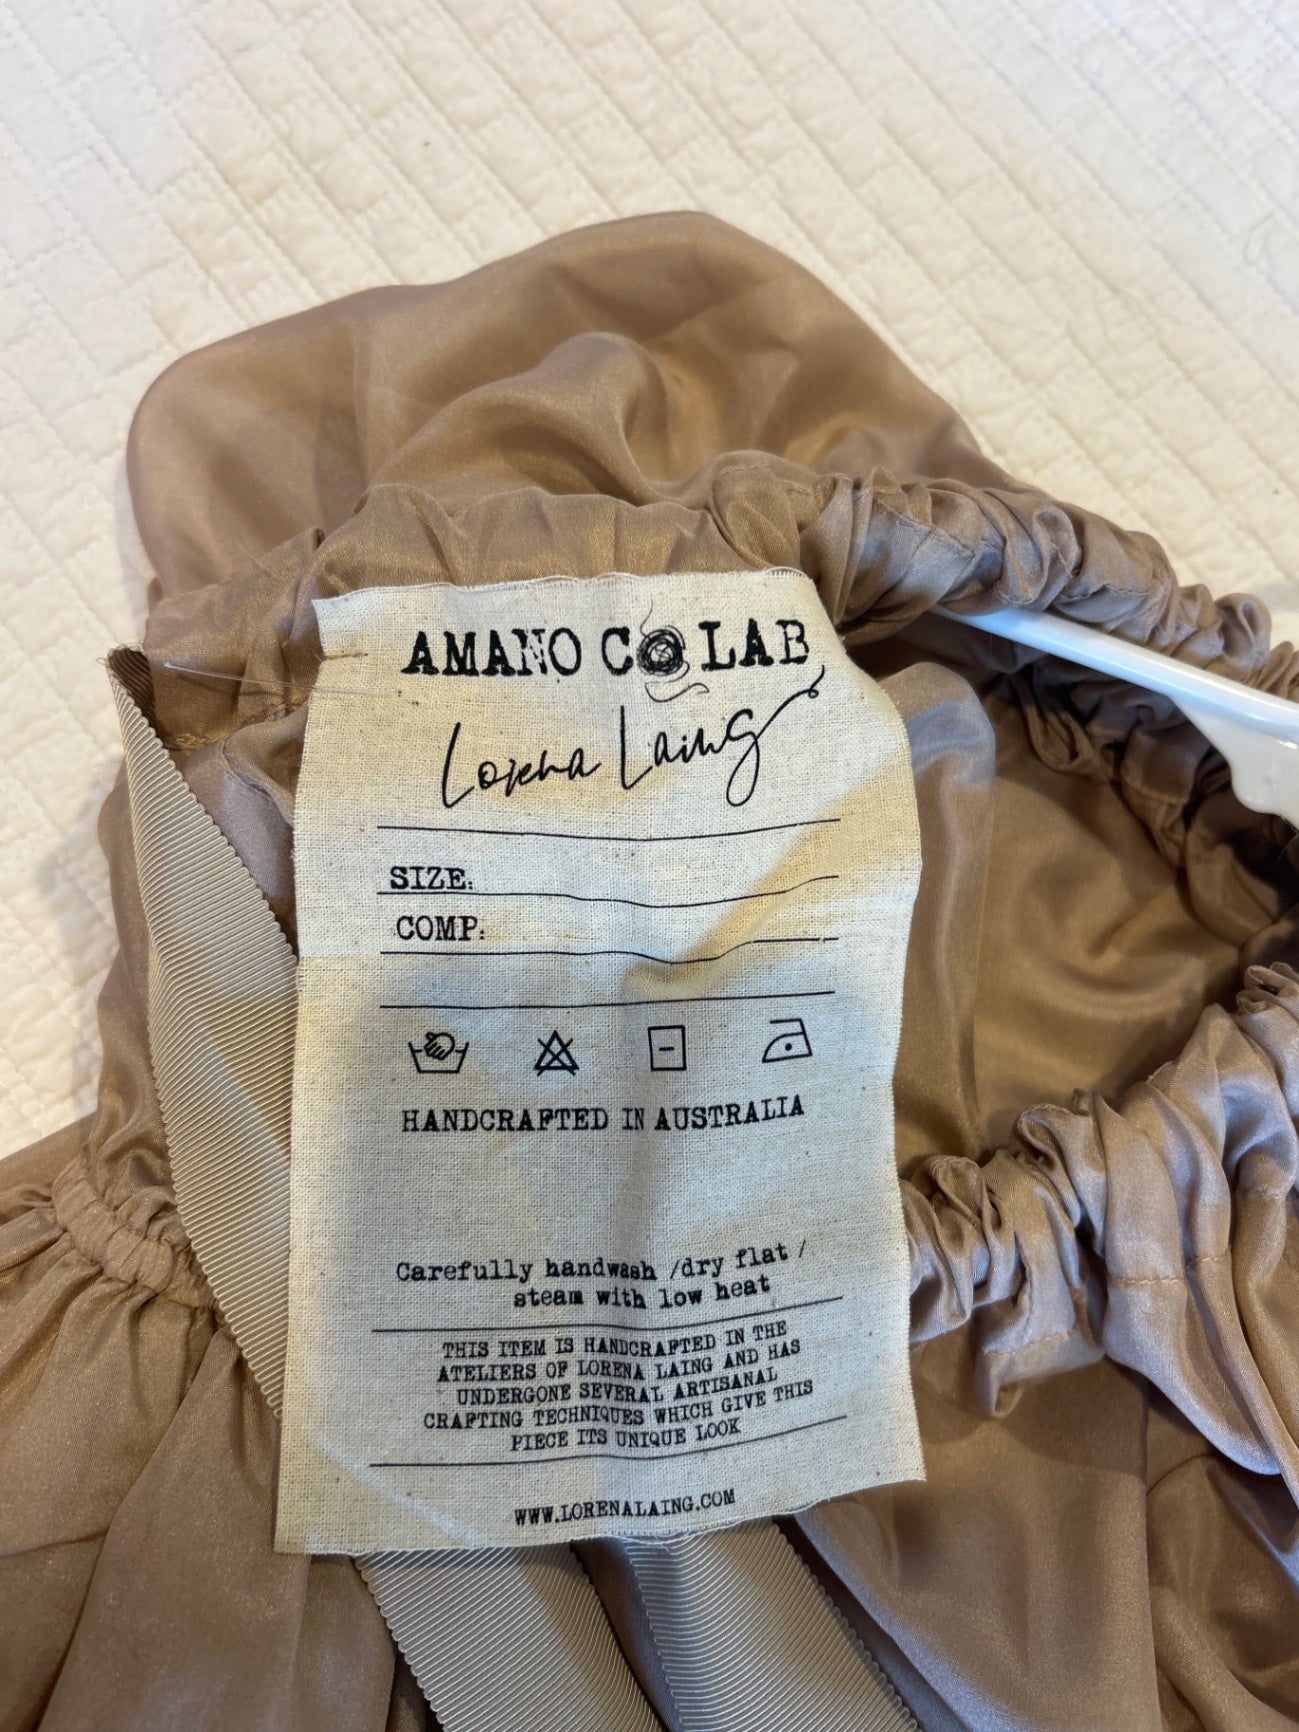 AMANO CO LAB
Lorena Laing
SIZE:
COMP:
HANDCRAFTED IN AUSTRALIA
Carefully handwash /dry flat /
steam with low heat
THIS ITEM IS HANDCRAFTED IN THE
ATELIERS OF LORENA LAING AND HAS
UNDERGONE SEVERAL ARTISANAL
CRAFTING TECHNIQUES WHICH GIVE THIS
PIECE ITS UNIQUE LOOK
WWW.LORENALAING.COM